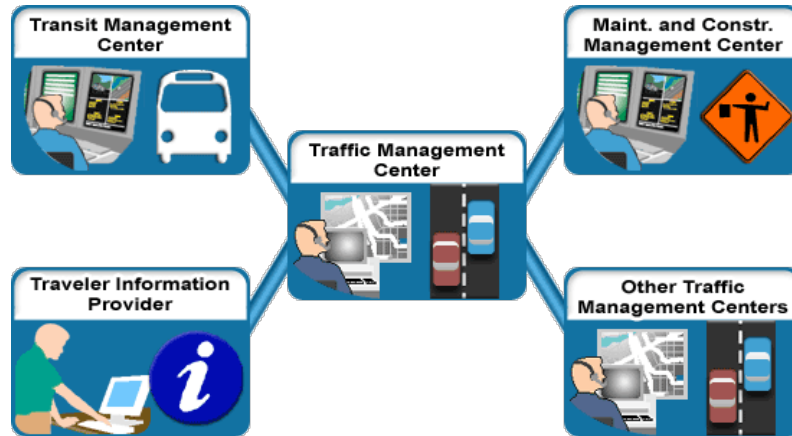 Transit Management
Center
Maint. and Constr.
Management Center
Traffic Management
Center
Traveler Information
Provider
Other Traffic
Management Centers